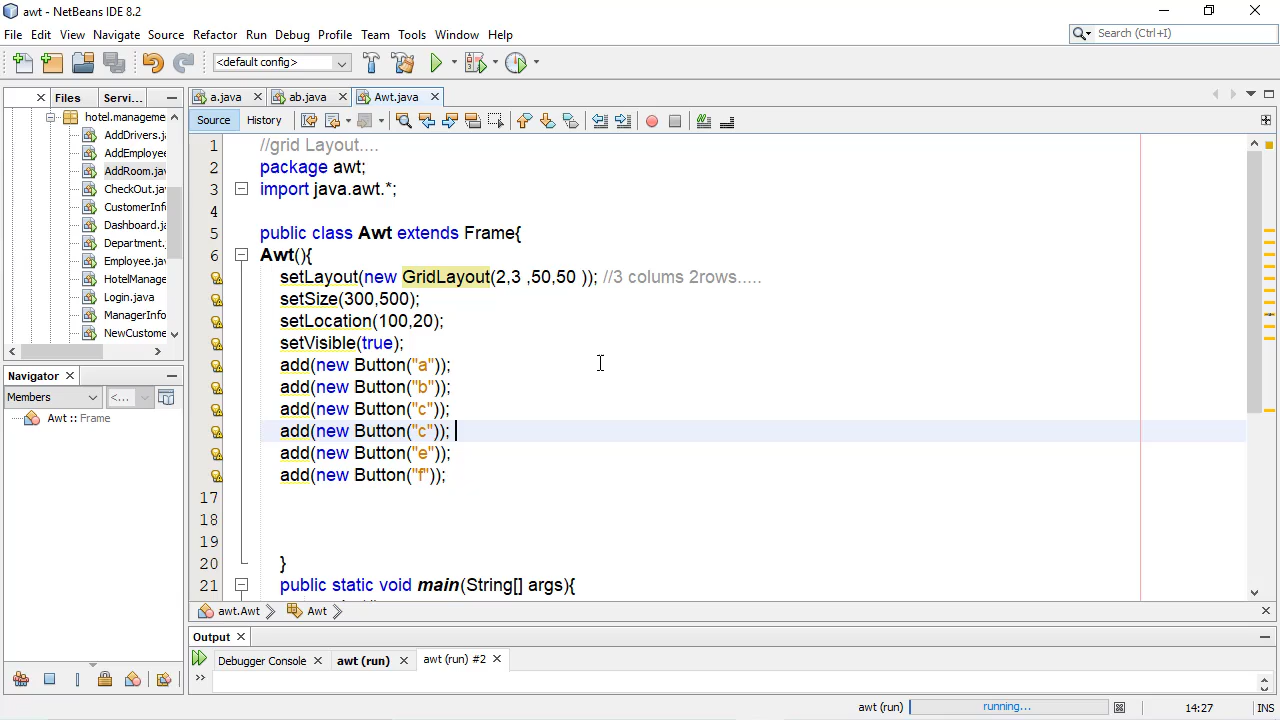 awt - NetBeans IDE 8.2
File Edit View Navigate Source Refactor Run Debug Profile Team Tools Window Help
Search (Ctrl+I)
<default config>
Files Servi...
a.java ab.java Awt.java
Source History
hotel.manageme
AddDrivers.ja
AddEmployee
AddRoom.jav
CheckOut.jav
CustomerInf
Dashboard.ja
Department.
Employee.jav
HotelManage
Login.java
ManagerInfo
NewCustome
1 //grid Layout....
2 package awt;
3 import java.awt.*;
4
5 public class Awt extends Frame{
6 Awt(){
setLayout(new GridLayout(2,3 ,50,50 )); //3 colums 2rows.....
setSize(300,500);
setLocation(100,20);
setVisible(true);
add(new Button("a"));
add(new Button("b"));
add(new Button("c"));
add(new Button("c"));
add(new Button("e"));
add(new Button("f"));
17
18
19
20 }
21 public static void main(String[] args){
Navigator
Members <...
Awt :: Frame
awt.Awt Awt
Output
Debugger Console awt (run) awt (run) #2
awt (run) running... 14:27 INS